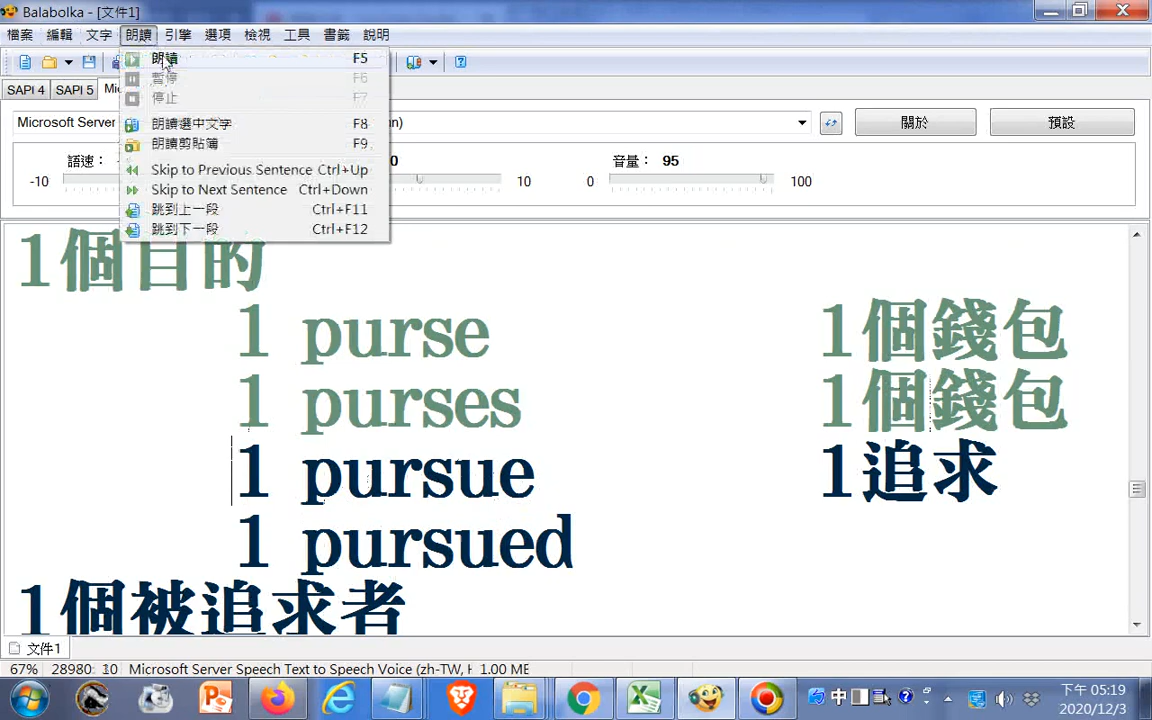 Balabolka - [文件1]
檔案 編輯 文字 朗讀 引擎 選項 檢視 工具 書籤 說明
朗讀 F5
暫停 F6
停止 F7
朗讀選中文字 F8
朗讀剪貼簿 F9
Skip to Previous Sentence Ctrl+Up
Skip to Next Sentence Ctrl+Down
跳到上一段 Ctrl+F11
跳到下一段 Ctrl+F12
SAPI 4 SAPI 5
Microsoft Server
關於 預設
語速： 音量： 95
-10 10 0 100
1個目的
1 purse 1個錢包
1 purses 1個錢包
1 pursue 1追求
1 pursued
1個被追求者
文件1
67% 28980: 10 Microsoft Server Speech Text to Speech Voice (zh-TW, 1.00 ME
中
下午 05:19
2020/12/3